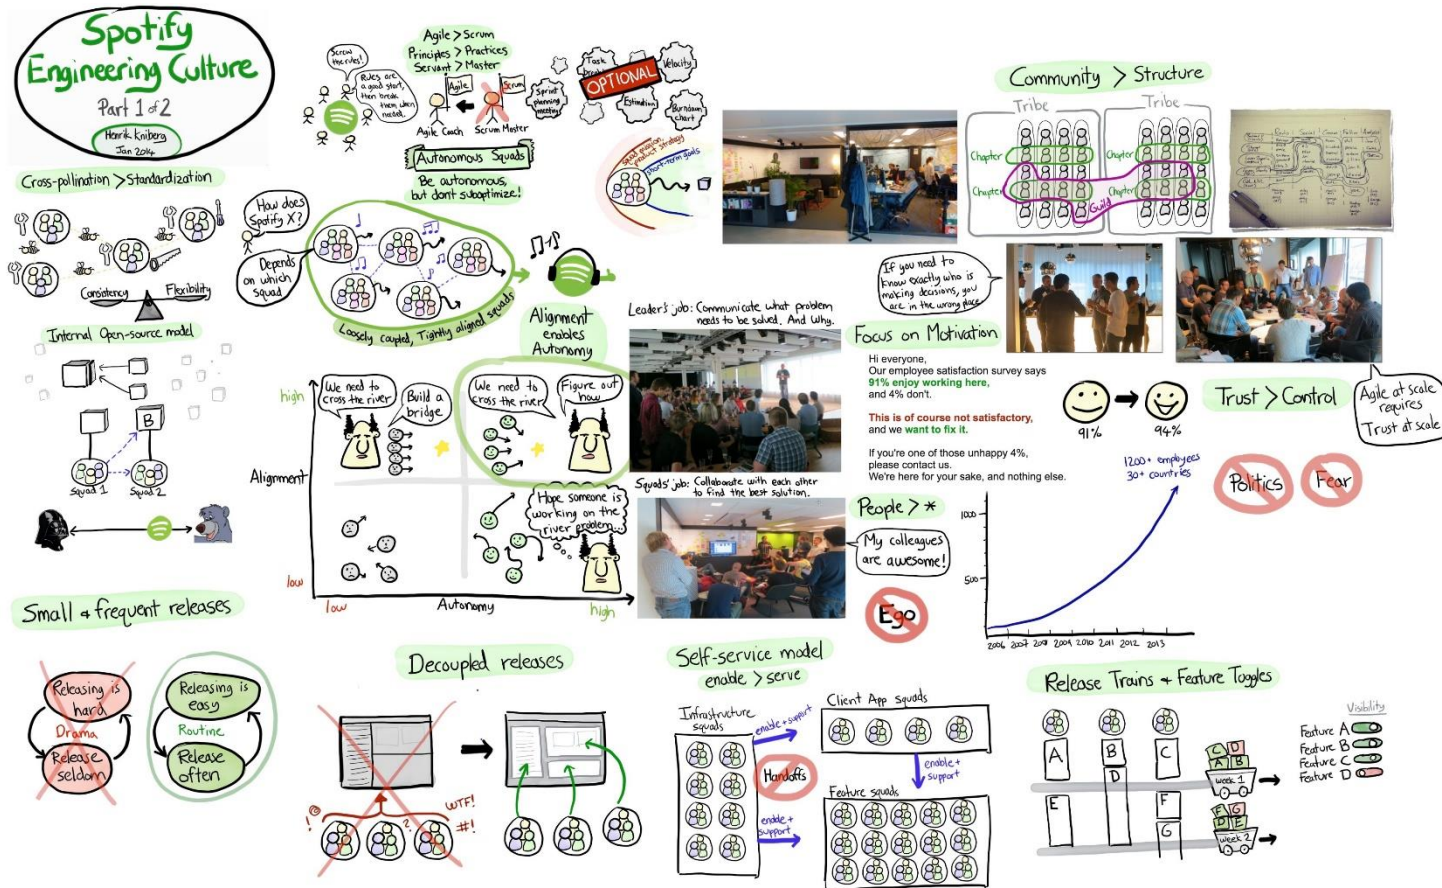 Spotify
Engineering Culture
Part 1 of 2
Henrik Kniberg
Jan 2014
Screw
the rules!
Rules are
a good start,
then break
them when
needed.
Agile > Scrum
Principles > Practices
Servant > Master
Agile
Scrum
Agile Coach
Scrum Master
Sprint
planning
meeting
Task
OPTIONAL
Velocity
Estimation
Burndown
chart
Autonomous Squads
Be autonomous,
but don't suboptimize!
Squad mission,
product strategy
short-term goals
Community > Structure
Tribe
Tribe
Chapter
Chapter
Chapter
Chapter
Guild
Cross-pollination > Standardization
Consistency
Flexibility
How does
Spotify X?
Depends
on which
Squad
Loosely coupled, Tightly aligned squads
Alignment
enables
Autonomy
Internal Open-source model
B
Squad 1
Squad 2
high
Alignment
low
We need to
cross the river
Build a
bridge
We need to
cross the river
Figure out
how
Hope someone is
working on the
river problem...
low
Autonomy
high
Leader's job: Communicate what problem
needs to be solved. And Why.
Squads' job: Collaborate with each other
to find the best solution.
If you need to
know exactly who is
making decisions, you
are in the wrong place
Focus on Motivation
Hi everyone,
Our employee satisfaction survey says
91% enjoy working here,
and 4% don't.
This is of course not satisfactory,
and we want to fix it.
If you're one of those unhappy 4%,
please contact us.
We're here for your sake, and nothing else.
91%
94%
Trust > Control
Agile at scale
requires
Trust at scale
Politics
Fear
People > *
My colleagues
are awesome!
Ego
1200+ employees
30+ countries
1000
500
2006 2007 2008 2009 2010 2011 2012 2013
Small & frequent releases
Releasing is
hard
Drama
Release
seldom
Releasing is
easy
Routine
Release
often
Decoupled releases
!@
?.
WTF!
#!
Self-service model
enable > serve
Infrastructure
squads
enable + support
Handoffs
enable +
support
Client App squads
enable +
support
Feature squads
Release Trains & Feature Toggles
A
B
C
D
C D
A B
week 1
E
F
G
F G
D E
week 2
Visibility
Feature A
Feature B
Feature C
Feature D